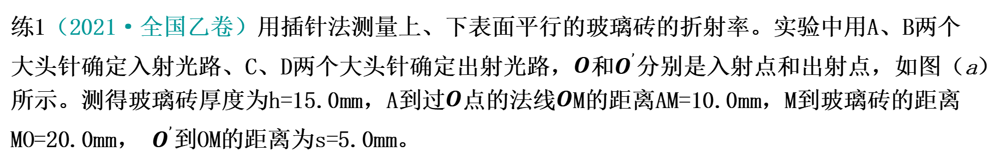 练1（2021·全国乙卷）用插针法测量上、下表面平行的玻璃砖的折射率。实验中用A、B两个
大头针确定入射光路、C、D两个大头针确定出射光路，O和O′分别是入射点和出射点，如图（a）
所示。测得玻璃砖厚度为h=15.0mm，A到过O点的法线OM的距离AM=10.0mm，M到玻璃砖的距离
MO=20.0mm， O′到OM的距离为s=5.0mm。